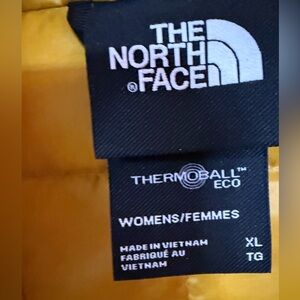 THE
NORTH
FACE
®
THERMOBALL™
ECO
WOMENS/FEMMES
MADE IN VIETNAM XL
FABRIQUÉ AU TG
VIETNAM